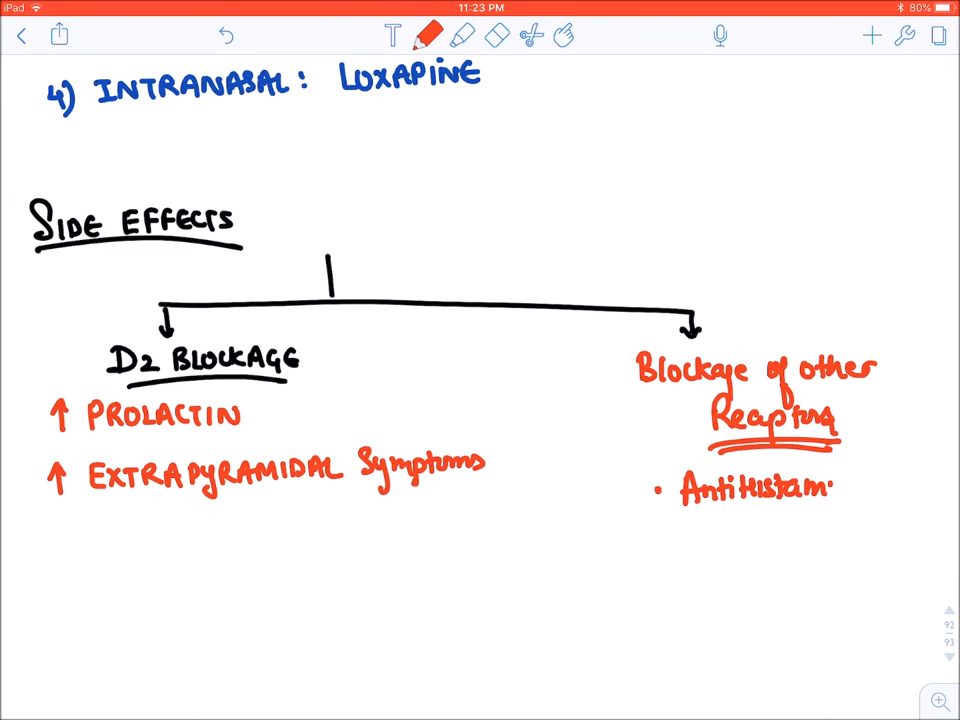 iPad
11:23 PM
80%
T
4) INTRANASAL: LOXAPINE
SIDE EFFECTS
D2 BLOCKAGE
↑ PROLACTIN
↑ EXTRAPYRAMIDAL Symptoms
Blockage of other
Receptors
• Antihistam
92
93